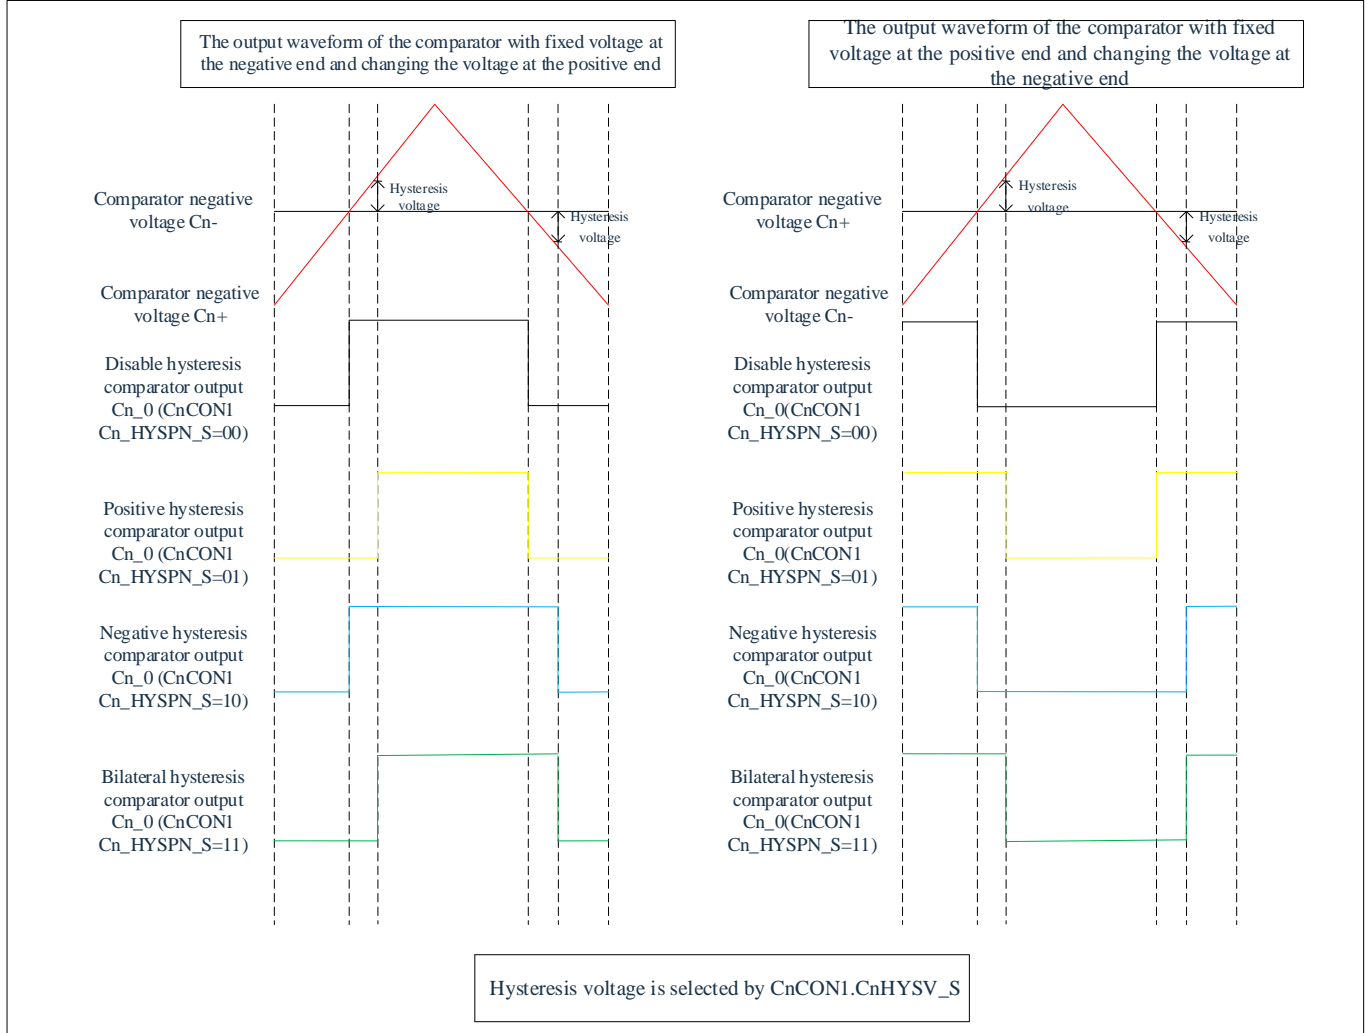 The output waveform of the comparator with fixed voltage at
the negative end and changing the voltage at the positive end
The output waveform of the comparator with fixed
voltage at the positive end and changing the voltage at
the negative end
Hysteresis
voltage
Hysteresis
voltage
Comparator negative
voltage Cn-
Comparator negative
voltage Cn+
Disable hysteresis
comparator output
Cn_0 (CnCON1
Cn_HYSPN_S=00)
Positive hysteresis
comparator output
Cn_0 (CnCON1
Cn_HYSPN_S=01)
Negative hysteresis
comparator output
Cn_0 (CnCON1
Cn_HYSPN_S=10)
Bilateral hysteresis
comparator output
Cn_0 (CnCON1
Cn_HYSPN_S=11)
Hysteresis
voltage
Hysteresis
voltage
Comparator negative
voltage Cn+
Comparator negative
voltage Cn-
Disable hysteresis
comparator output
Cn_0(CnCON1
Cn_HYSPN_S=00)
Positive hysteresis
comparator output
Cn_0(CnCON1
Cn_HYSPN_S=01)
Negative hysteresis
comparator output
Cn_0(CnCON1
Cn_HYSPN_S=10)
Bilateral hysteresis
comparator output
Cn_0(CnCON1
Cn_HYSPN_S=11)
Hysteresis voltage is selected by CnCON1.CnHYSV_S